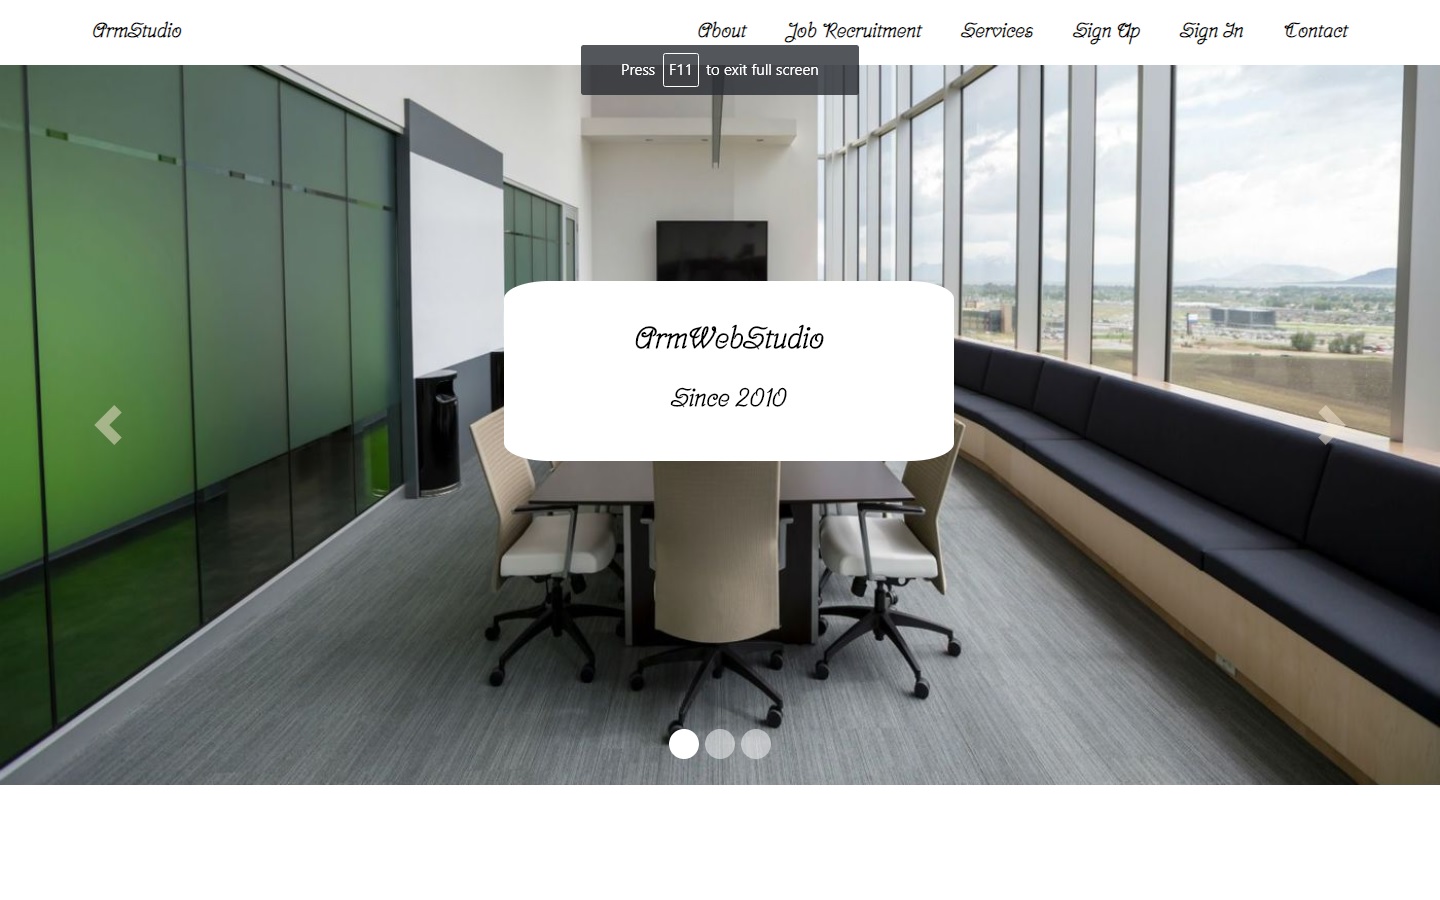 ArmStudio
About Job Recruitment Services Sign Up Sign In Contact
Press F11 to exit full screen
ArmWebStudio
Since 2010